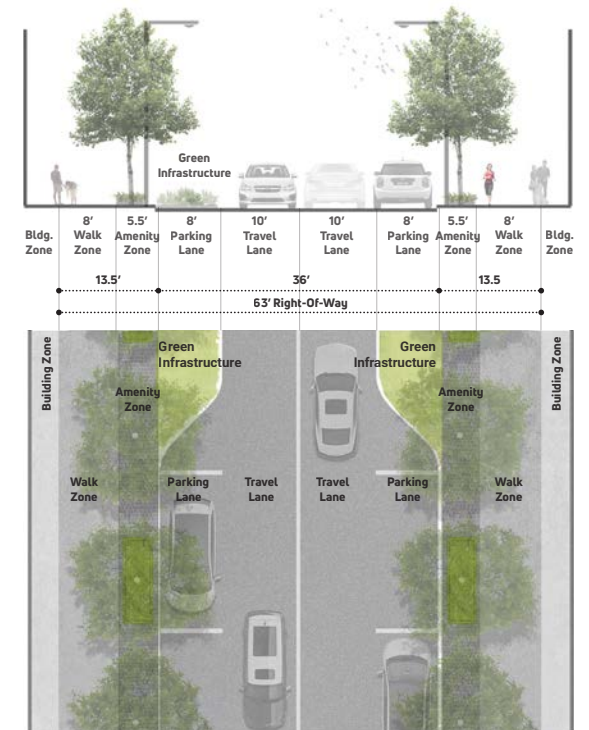 Green
Infrastructure
8’ 5.5’ 8’ 10’ 10’ 8’ 5.5’ 8’
Bldg. Zone
Walk Zone
Amenity Zone
Parking Lane
Travel Lane
Travel Lane
Parking Lane
Amenity Zone
Walk Zone
Bldg. Zone
13.5’ 36’ 13.5
63’ Right-Of-Way
Building Zone
Green
Infrastructure
Green
Infrastructure
Building Zone
Amenity
Zone
Amenity
Zone
Walk
Zone
Parking
Lane
Travel
Lane
Travel
Lane
Parking
Lane
Walk
Zone